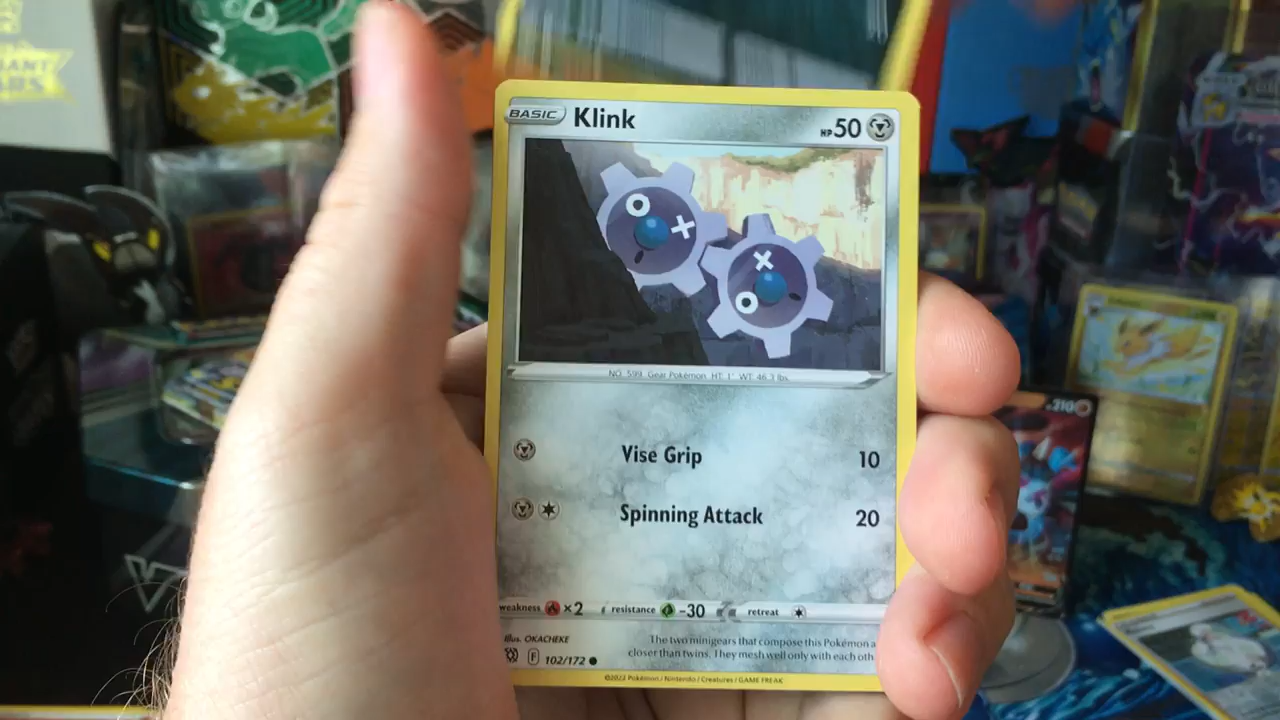 BASIC Klink HP 50
NO. 599 Gear Pokémon HT: 1' WT: 46.3 lbs.
Vise Grip 10
Spinning Attack 20
weakness ×2 resistance -30 retreat
Illus. OKACHEKE
The two minigears that compose this Pokémon a
closer than twins. They mesh well only with each oth
F 102/172
©2022 Pokémon / Nintendo / Creatures / GAME FREAK
210